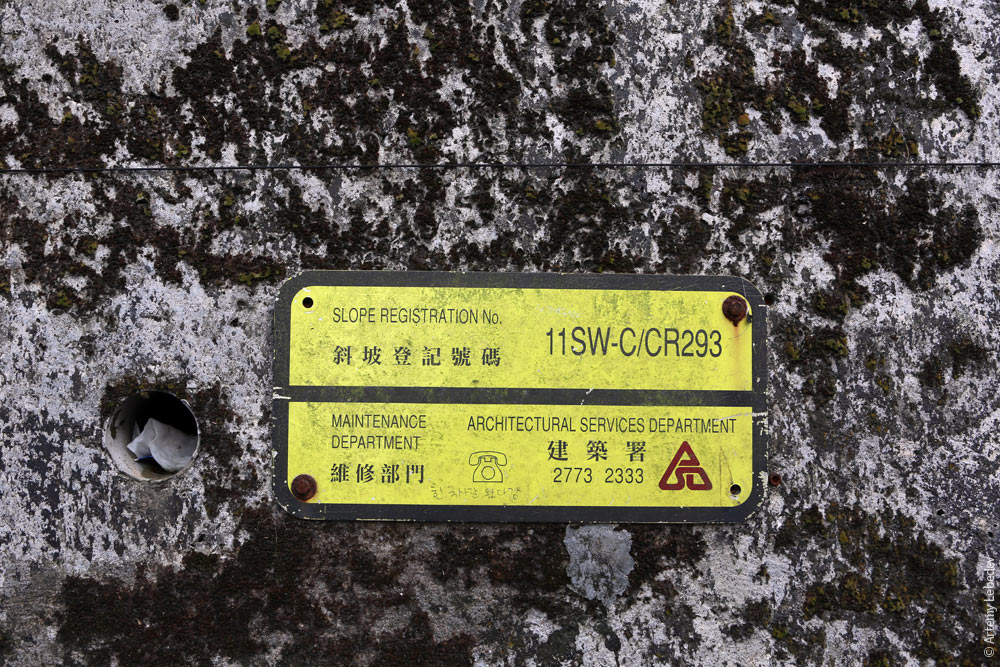 SLOPE REGISTRATION No.
斜坡登記號碼
11SW-C/CR293
MAINTENANCE
DEPARTMENT
維修部門
ARCHITECTURAL SERVICES DEPARTMENT
建築署
2773 2333
© Artemy Lebedev